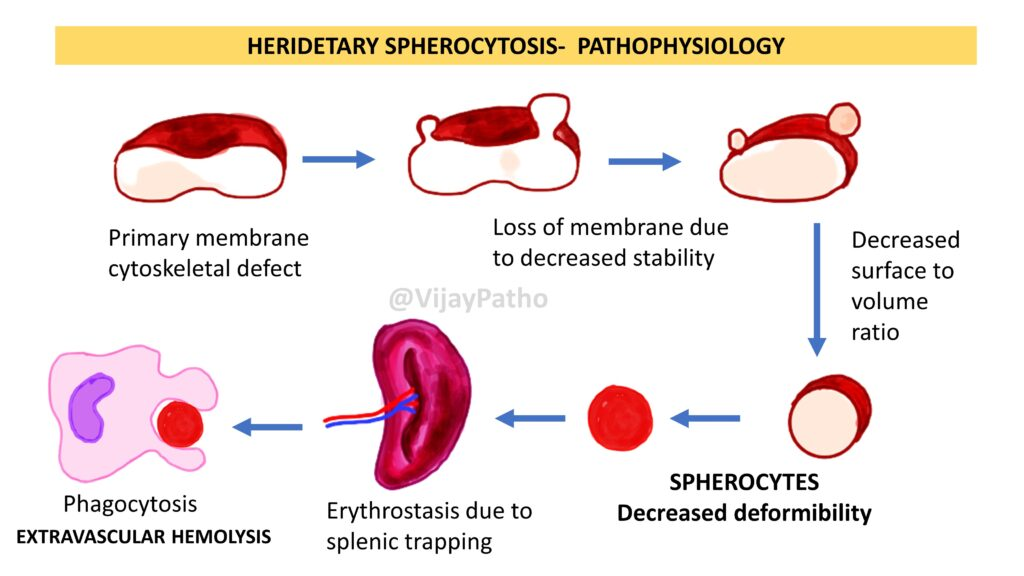 HERIDETARY SPHEROCYTOSIS- PATHOPHYSIOLOGY
Primary membrane
cytoskeletal defect
Loss of membrane due
to decreased stability
Decreased
surface to
volume
ratio
@VijayPatho
SPHEROCYTES
Decreased deformibility
Erythrostasis due to
splenic trapping
Phagocytosis
EXTRAVASCULAR HEMOLYSIS